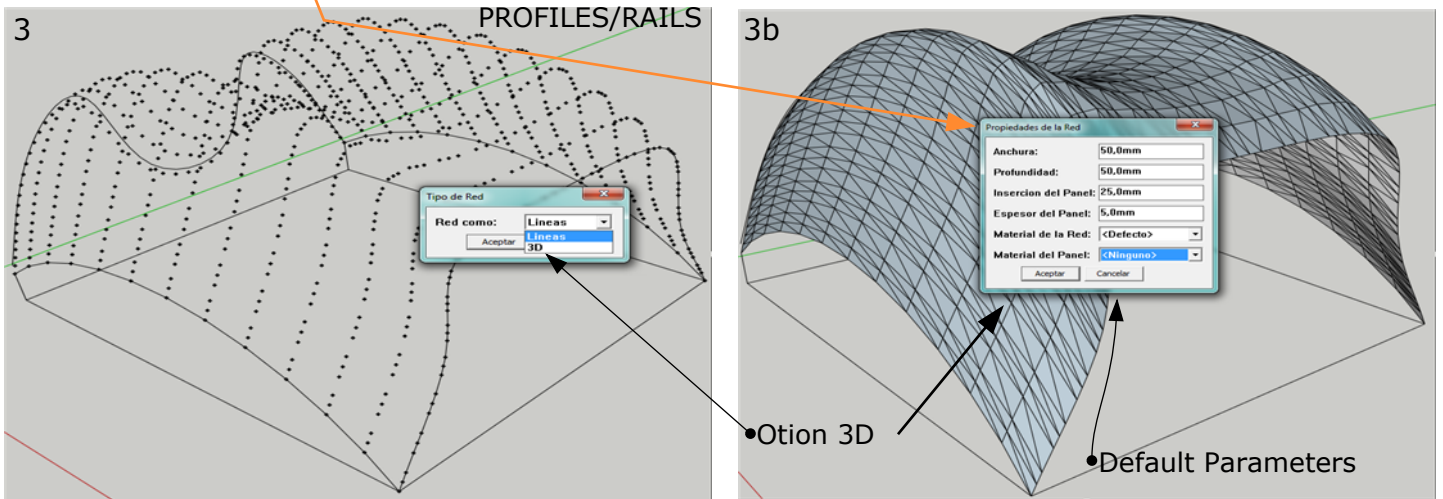 PROFILES/RAILS
3
Tipo de Red
Red como:
Lineas
Lineas
3D
Aceptar
3b
Propiedades de la Red
Anchura:
50,0mm
Profundidad:
50,0mm
Insercion del Panel:
25,0mm
Espesor del Panel:
5,0mm
Material de la Red:
<Defecto>
Material del Panel:
<Ninguno>
Aceptar
Cancelar
Otion 3D
Default Parameters